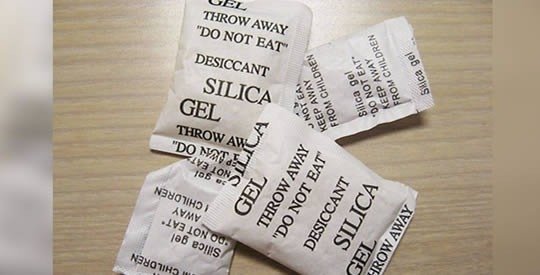 GEL
THROW AWAY
"DO NOT EAT"
DESICCANT
SILICA
GEL
THROW AWAY
"DO NOT
Silica gel
"DO NOT EAT"
KEEP AWAY
FROM CHILDREN
Silica gel
SILICA
GEL
THROW AWAY
"DO NOT EAT"
DESICCANT
SILICA
GEL
THROW AWAY
Silica gel
"DO NOT EAT"
AWAY
CHILDREN